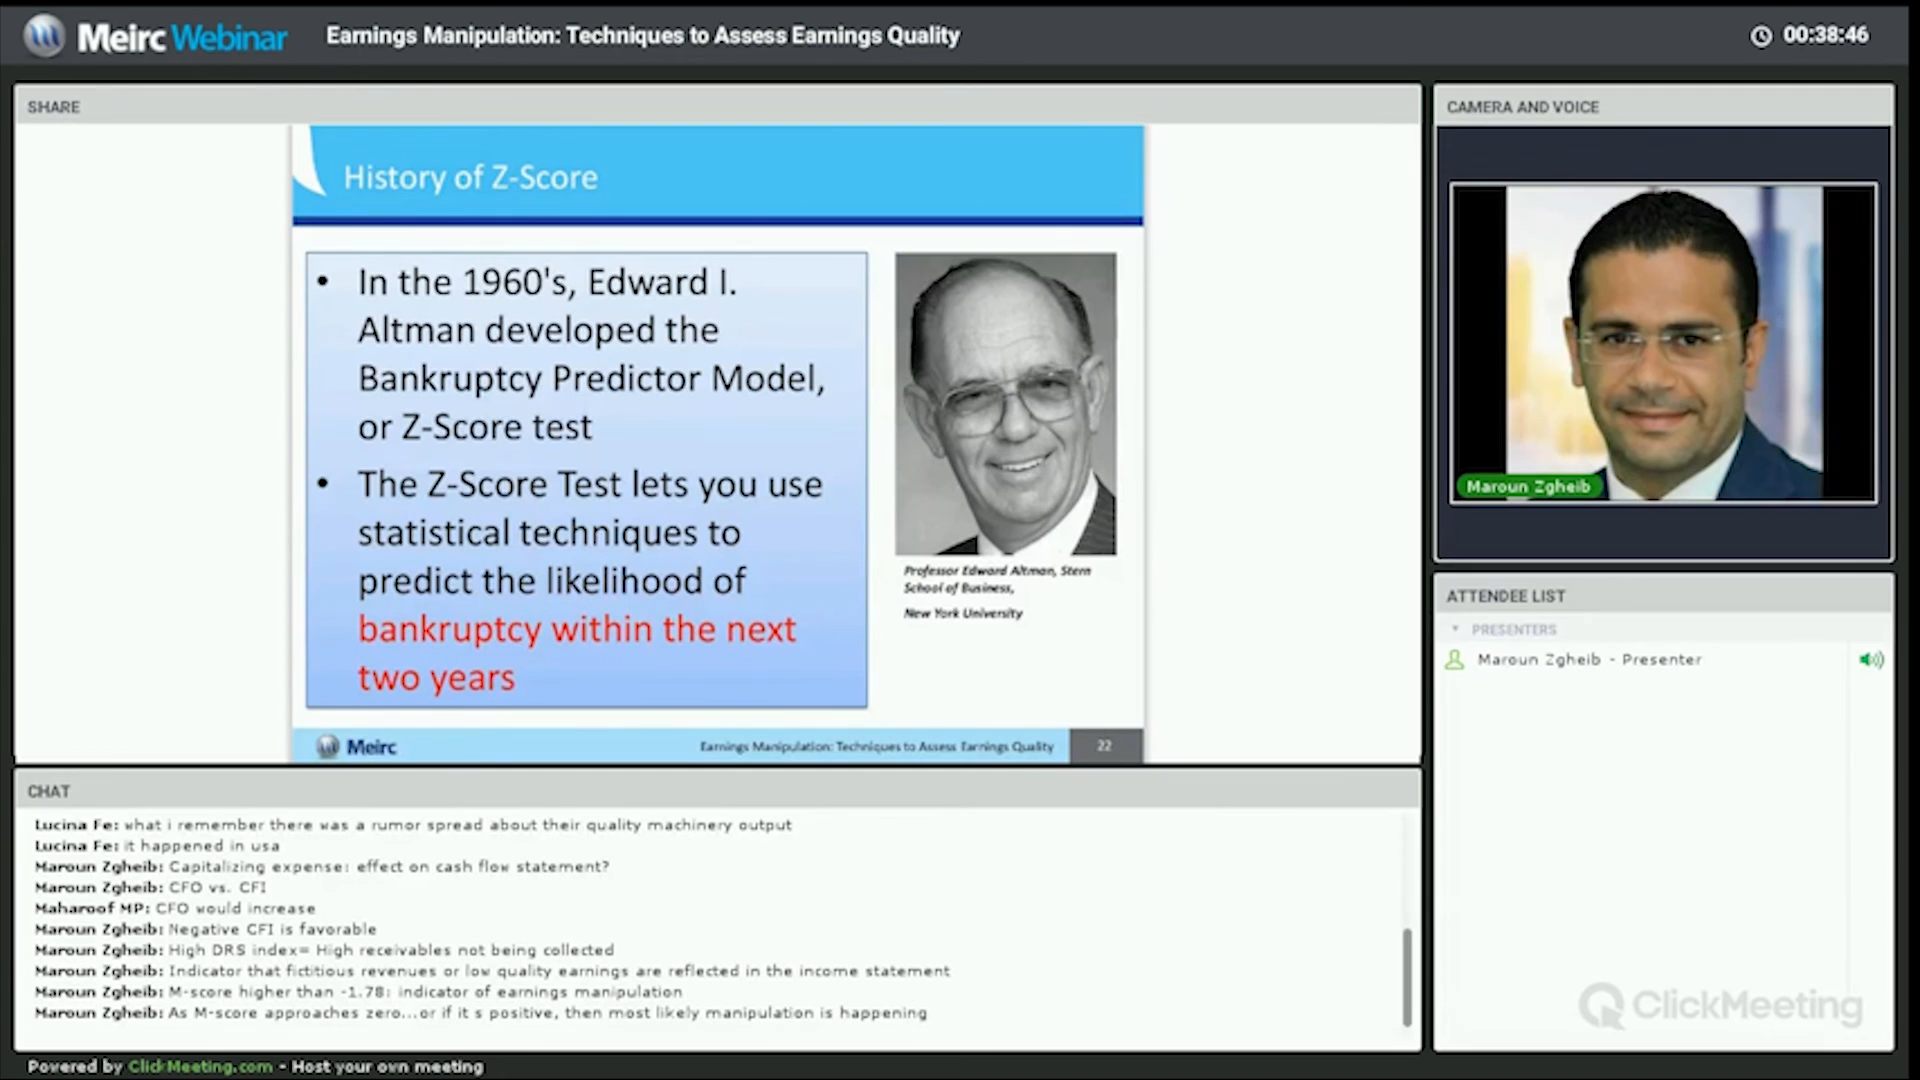 Meirc Webinar
Earnings Manipulation: Techniques to Assess Earnings Quality
00:38:46
SHARE
History of Z-Score
• In the 1960's, Edward I.
Altman developed the
Bankruptcy Predictor Model,
or Z-Score test
• The Z-Score Test lets you use
statistical techniques to
predict the likelihood of
bankruptcy within the next
two years
Professor Edward Altman, Stern
School of Business,
New York University
Meirc
Earnings Manipulation: Techniques to Assess Earnings Quality
22
CAMERA AND VOICE
Maroun Zgheib
ATTENDEE LIST
PRESENTERS
Maroun Zgheib - Presenter
CHAT
Lucina Fe: what i remember there was a rumor spread about their quality machinery output
Lucina Fe: it happened in usa
Maroun Zgheib: Capitalizing expense: effect on cash flow statement?
Maroun Zgheib: CFO vs. CFI
Maharoof MP: CFO would increase
Maroun Zgheib: Negative CFI is favorable
Maroun Zgheib: High DRS index= High receivables not being collected
Maroun Zgheib: Indicator that fictitious revenues or low quality earnings are reflected in the income statement
Maroun Zgheib: M-score higher than -1.78: indicator of earnings manipulation
Maroun Zgheib: As M-score approaches zero...or if it s positive, then most likely manipulation is happening
ClickMeeting
Powered by ClickMeeting.com - Host your own meeting